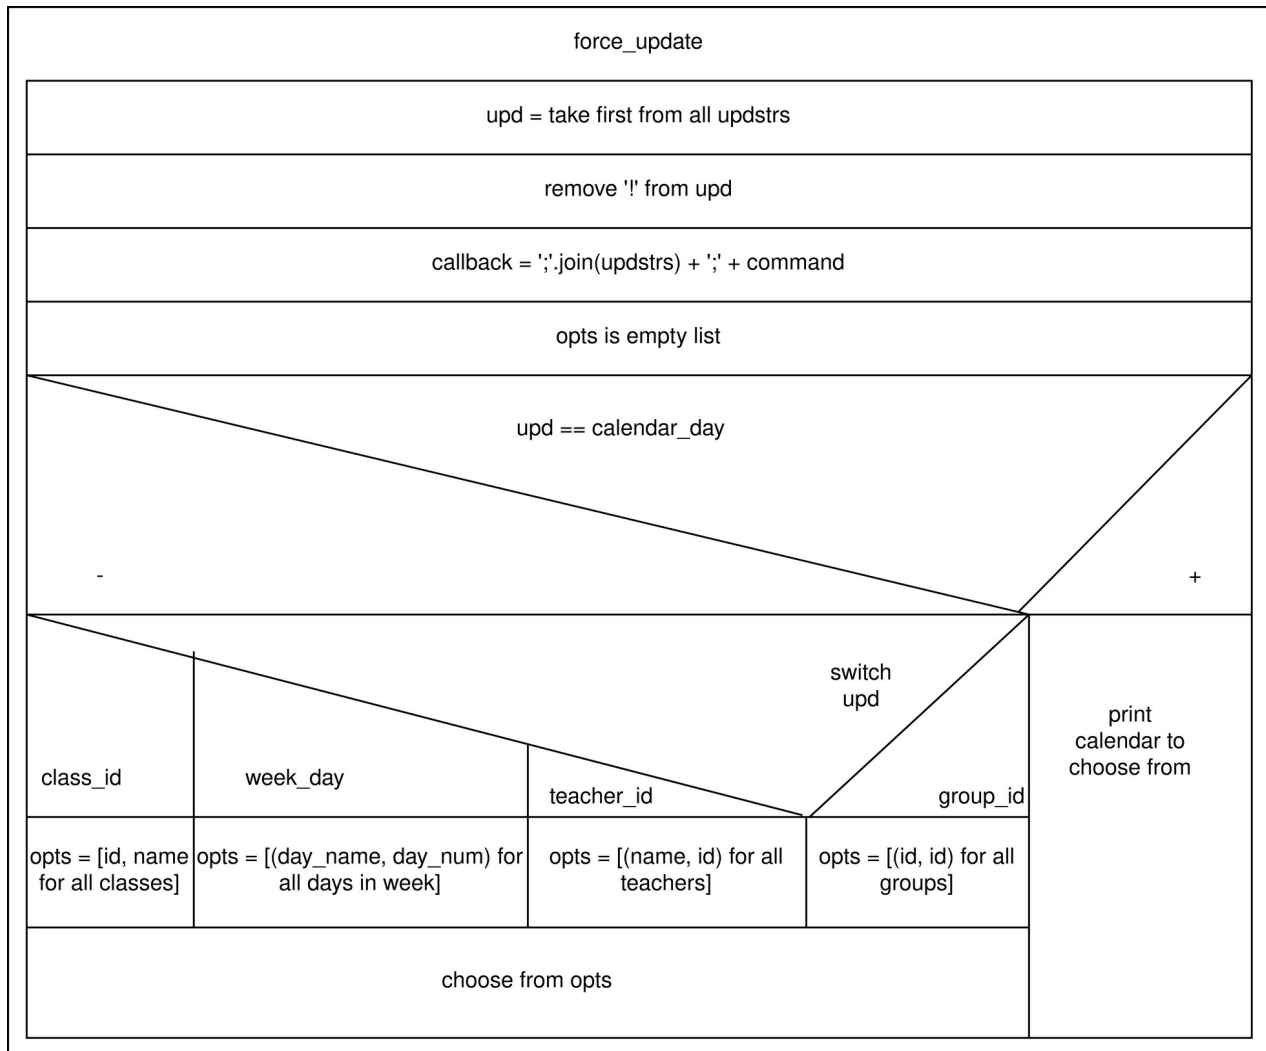 force_update
upd = take first from all updstrs
remove '!' from upd
callback = ';'.join(updstrs) + ';' + command
opts is empty list
upd == calendar_day
-
+
switch
upd
class_id
week_day
teacher_id
group_id
print
calendar to
choose from
opts = [id, name
for all classes]
opts = [(day_name, day_num) for
all days in week]
opts = [(name, id) for all
teachers]
opts = [(id, id) for all
groups]
choose from opts